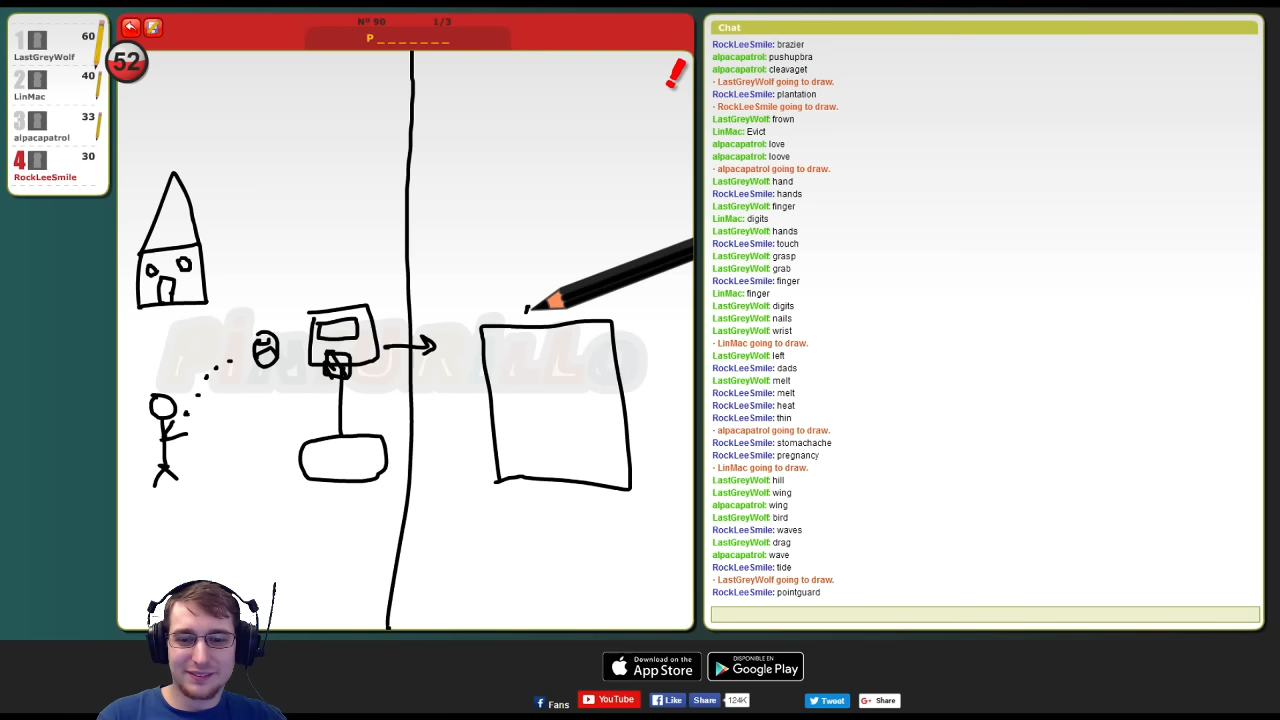 Nº 90 1/3
P _ _ _ _ _ _ _
52
1 60
LastGreyWolf
2 40
LinMac
3 33
alpacapatrol
4 30
RockLeeSmile
Chat
RockLeeSmile: brazier
alpacapatrol: pushupbra
alpacapatrol: cleavaget
· LastGreyWolf going to draw.
RockLeeSmile: plantation
· RockLeeSmile going to draw.
LastGreyWolf: frown
LinMac: Evict
alpacapatrol: love
alpacapatrol: loove
· alpacapatrol going to draw.
LastGreyWolf: hand
RockLeeSmile: hands
LastGreyWolf: finger
LinMac: digits
LastGreyWolf: hands
RockLeeSmile: touch
LastGreyWolf: grasp
LastGreyWolf: grab
RockLeeSmile: finger
LinMac: finger
LastGreyWolf: digits
LastGreyWolf: nails
LastGreyWolf: wrist
· LinMac going to draw.
LastGreyWolf: left
RockLeeSmile: dads
LastGreyWolf: melt
RockLeeSmile: melt
RockLeeSmile: heat
RockLeeSmile: thin
· alpacapatrol going to draw.
RockLeeSmile: stomachache
RockLeeSmile: pregnancy
· LinMac going to draw.
LastGreyWolf: hill
LastGreyWolf: wing
alpacapatrol: wing
LastGreyWolf: bird
RockLeeSmile: waves
LastGreyWolf: drag
alpacapatrol: wave
RockLeeSmile: tide
· LastGreyWolf going to draw.
RockLeeSmile: pointguard
Download on the
App Store
DISPONIBLE EN
Google Play
Fans
YouTube
Like
Share
124K
Tweet
Share